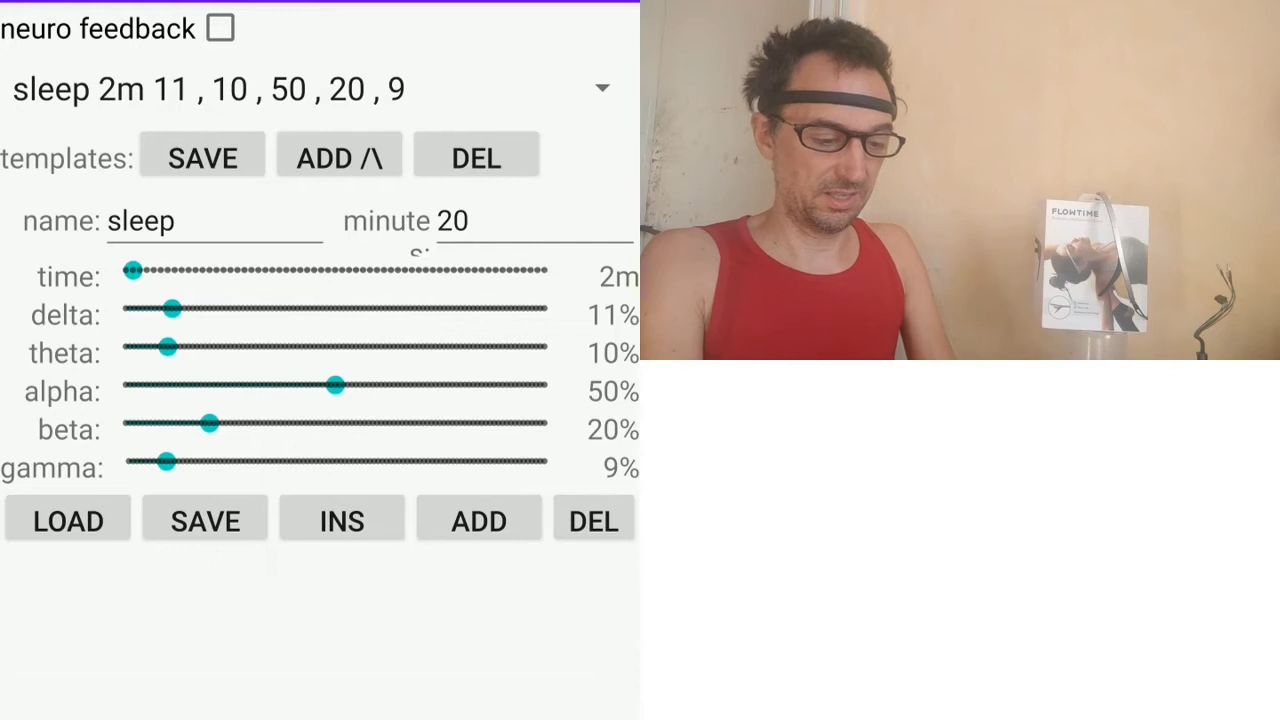 neuro feedback
sleep 2m 11 , 10 , 50 , 20 , 9
templates: SAVE ADD /\ DEL
name: sleep minute 20
time: 2m
delta: 11%
theta: 10%
alpha: 50%
beta: 20%
gamma: 9%
LOAD SAVE INS ADD DEL
FLOWTIME